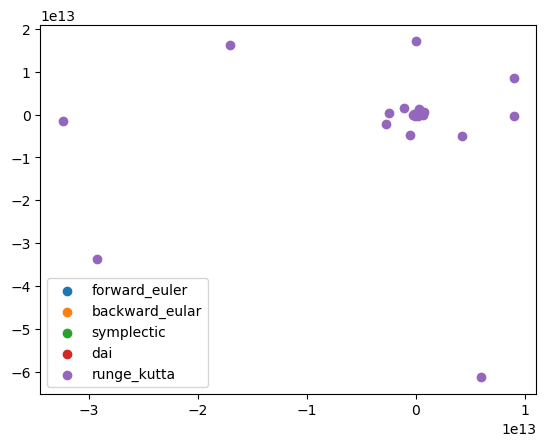 1e13
2
1
0
−1
−2
−3
−4
−5
−6
forward_euler
backward_eular
symplectic
dai
runge_kutta
−3 −2 −1 0 1
1e13